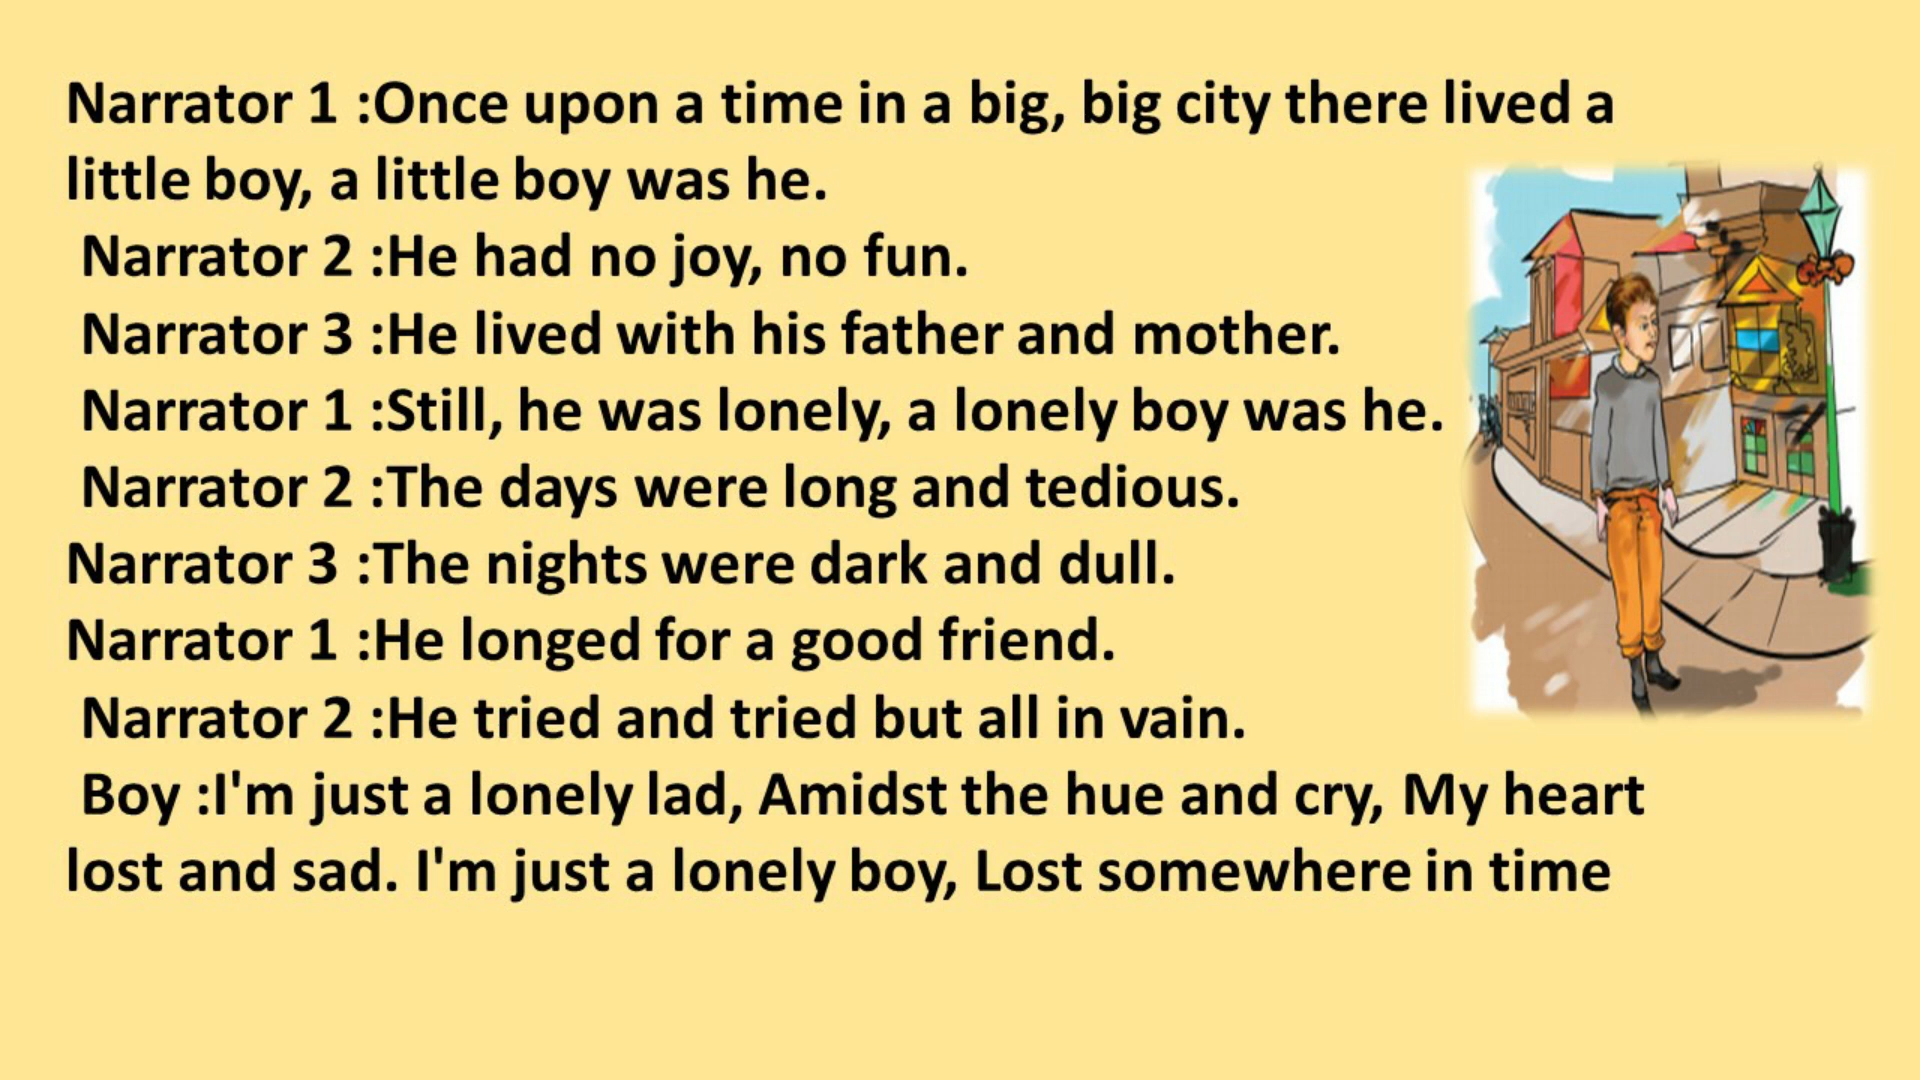 Narrator 1 :Once upon a time in a big, big city there lived a
little boy, a little boy was he.
Narrator 2 :He had no joy, no fun.
Narrator 3 :He lived with his father and mother.
Narrator 1 :Still, he was lonely, a lonely boy was he.
Narrator 2 :The days were long and tedious.
Narrator 3 :The nights were dark and dull.
Narrator 1 :He longed for a good friend.
Narrator 2 :He tried and tried but all in vain.
Boy :I'm just a lonely lad, Amidst the hue and cry, My heart
lost and sad. I'm just a lonely boy, Lost somewhere in time